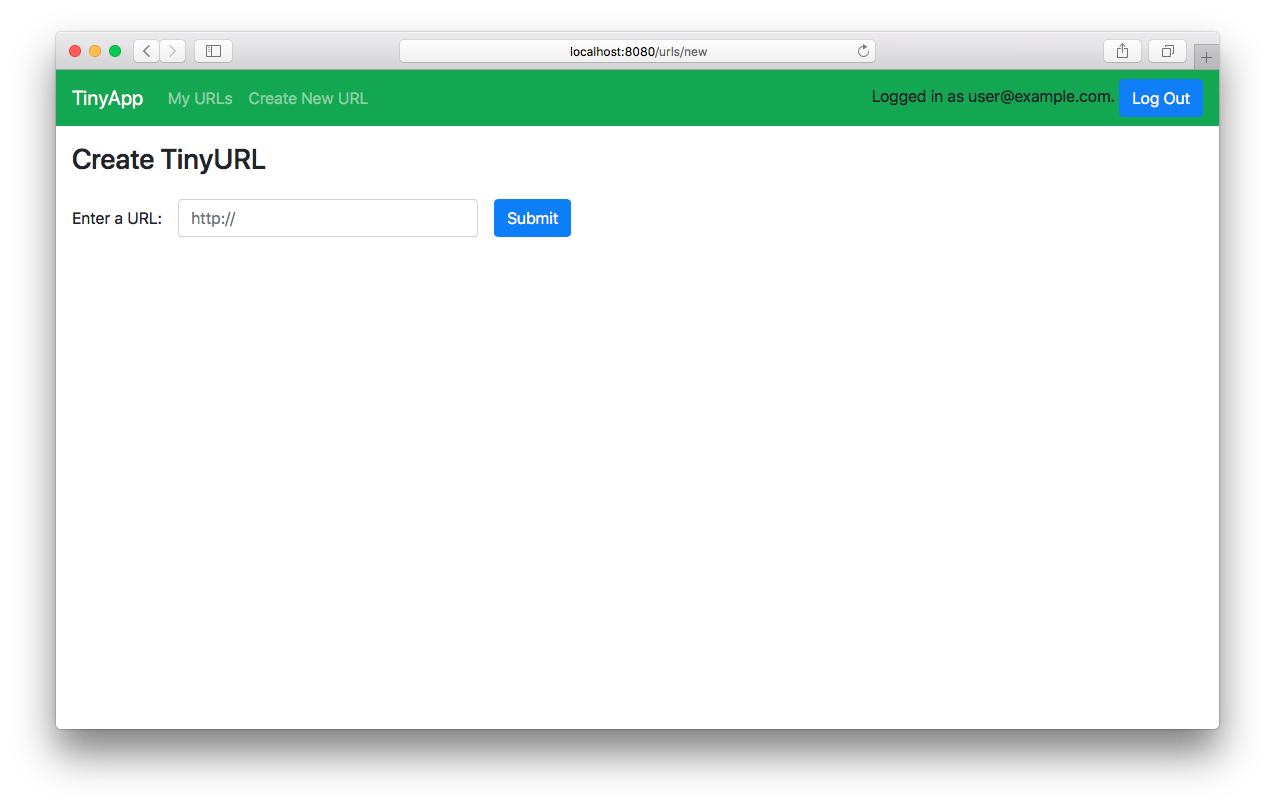 localhost:8080/urls/new
TinyApp My URLs Create New URL Logged in as user@example.com. Log Out
Create TinyURL
Enter a URL: http:// Submit